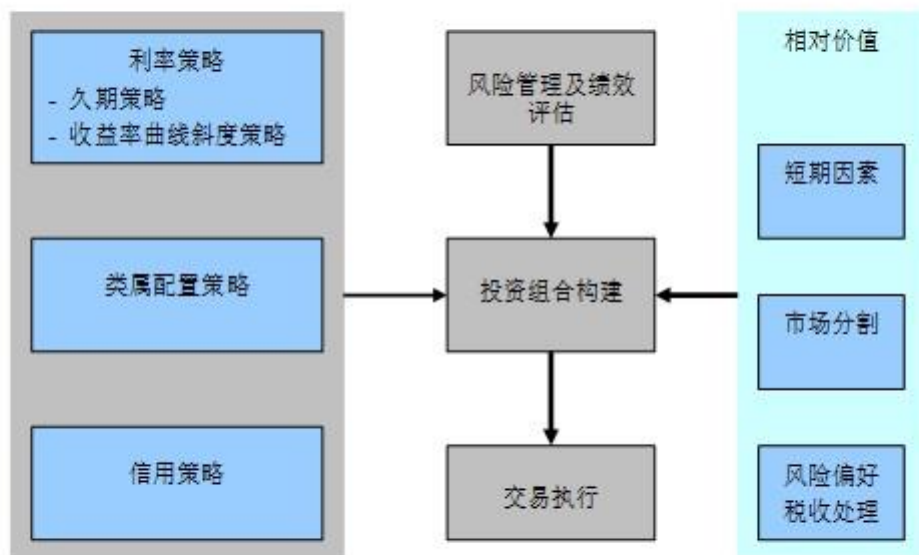 利率策略
- 久期策略
- 收益率曲线斜度策略
类属配置策略
信用策略
风险管理及绩效
评估
投资组合构建
交易执行
相对价值
短期因素
市场分割
风险偏好
税收处理